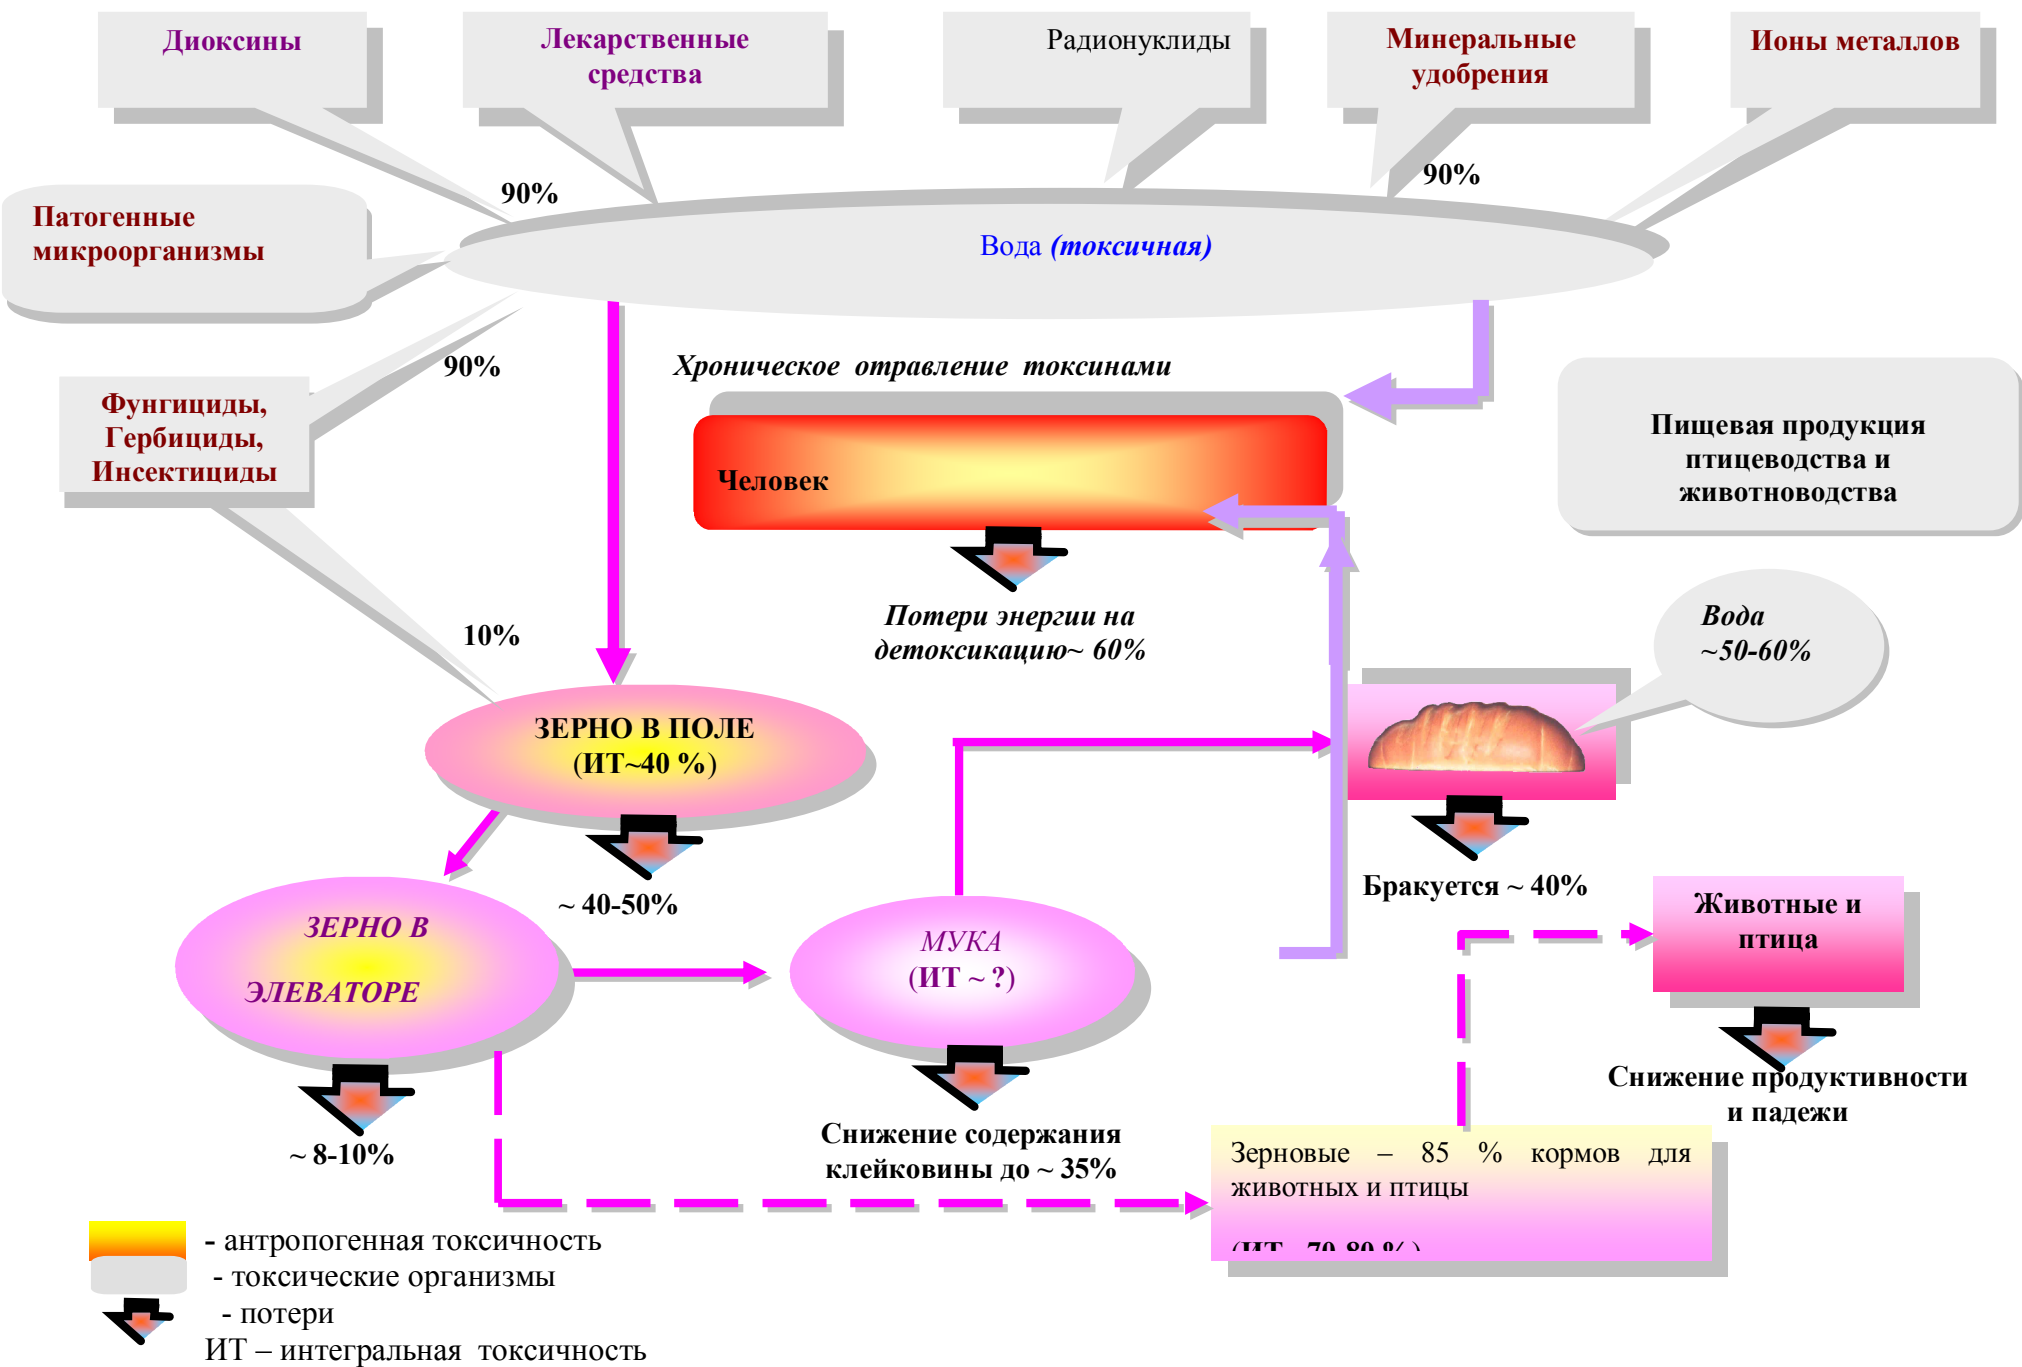 Диоксины
Лекарственные
средства
Радионуклиды
Минеральные
удобрения
Ионы металлов
90%
90%
Патогенные
микроорганизмы
Вода (токсичная)
90%
Хроническое отравление токсинами
Фунгициды,
Гербициды,
Инсектициды
Человек
Пищевая продукция
птицеводства и
животноводства
10%
Потери энергии на
детоксикацию~ 60%
Вода
~50-60%
ЗЕРНО В ПОЛЕ
(ИТ~40 %)
~ 40-50%
Бракуется ~ 40%
ЗЕРНО В
ЭЛЕВАТОРЕ
МУКА
(ИТ ~ ?)
Животные и
птица
~ 8-10%
Снижение содержания
клейковины до ~ 35%
Снижение продуктивности
и падежи
Зерновые – 85 % кормов для
животных и птицы
(ИТ~ 70-80 %)
- антропогенная токсичность
- токсические организмы
- потери
ИТ – интегральная токсичность